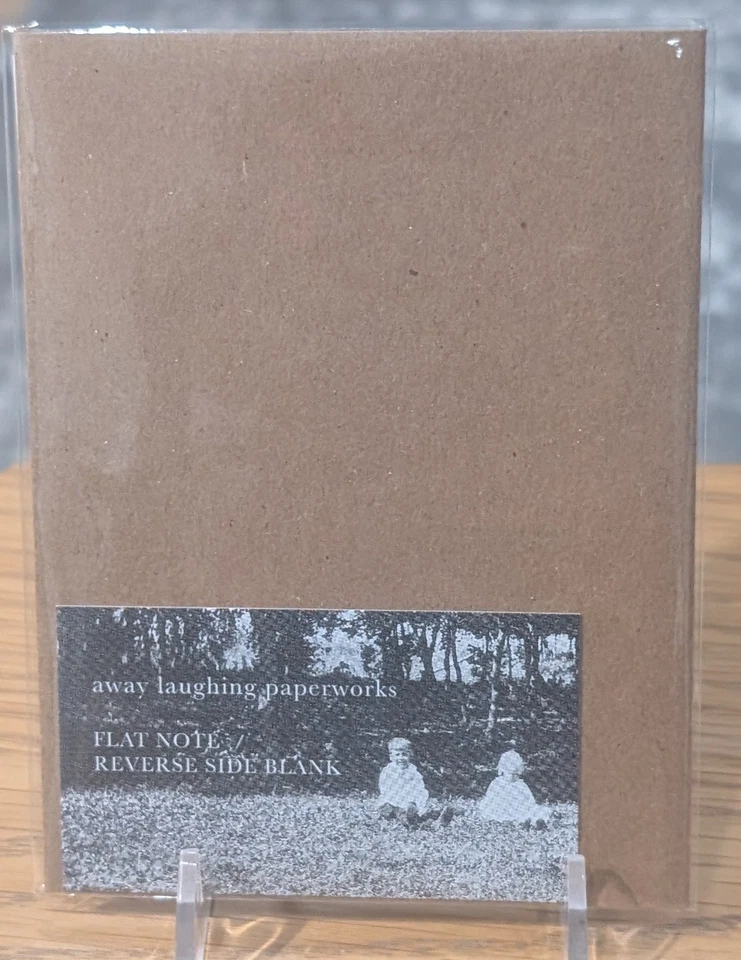 away laughing paperworks
FLAT NOTE /
REVERSE SIDE BLANK